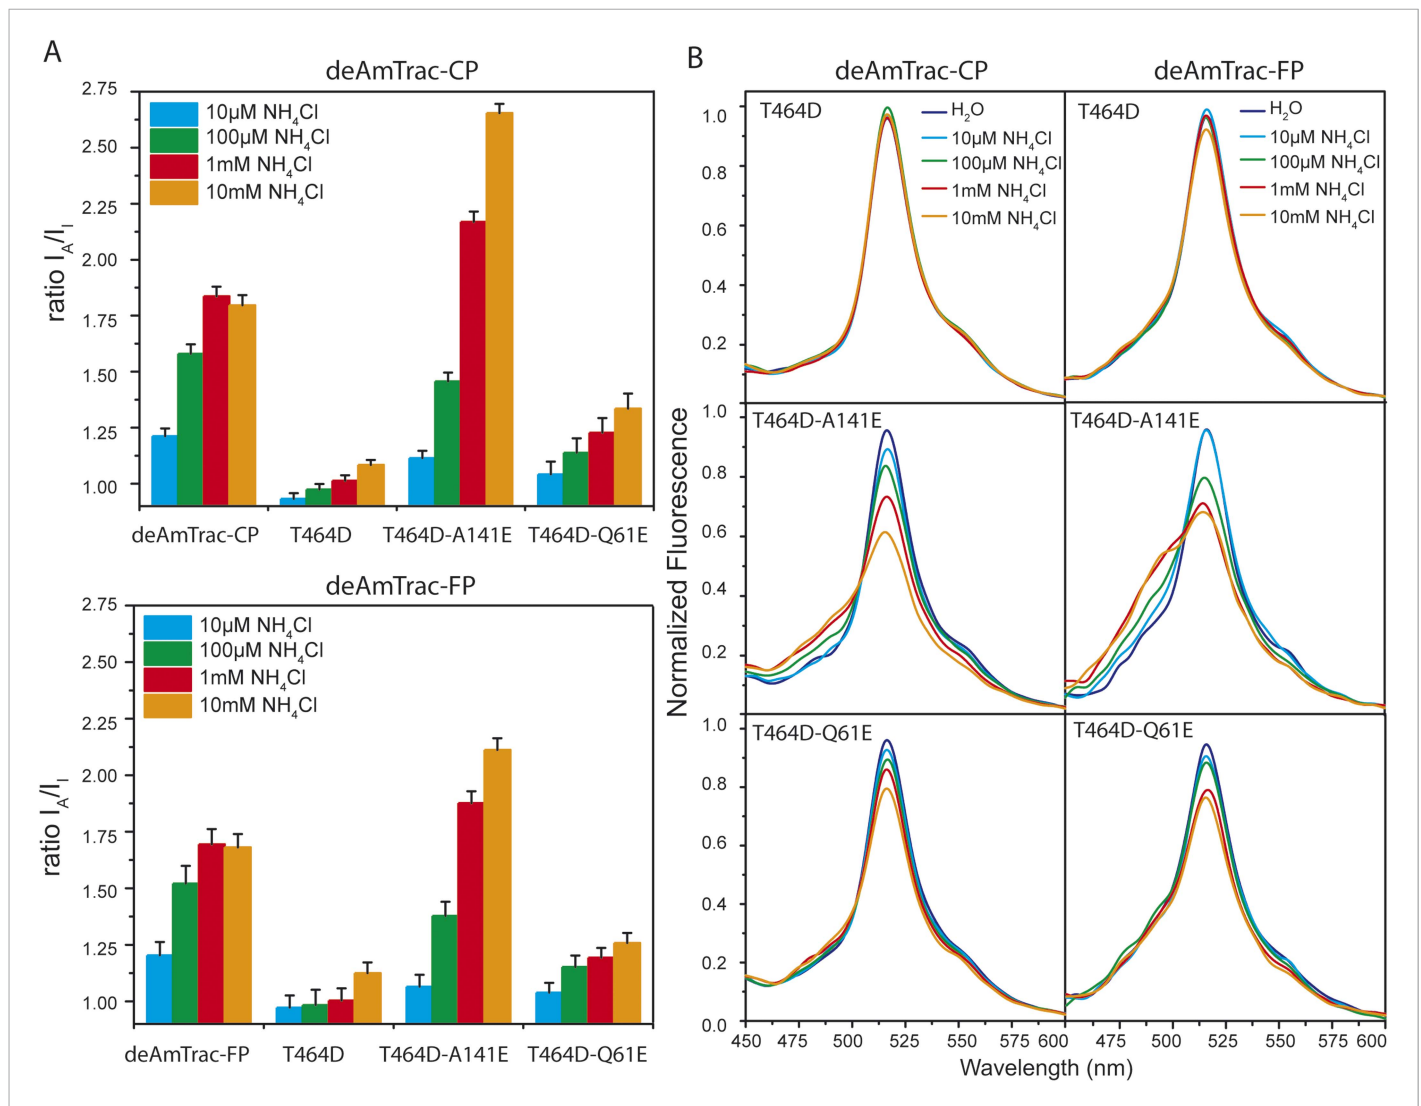 A
deAmTrac-CP
2.75
2.50
2.25
2.00
1.75
1.50
1.25
1.00
ratio I_A/I_I
10µM NH₄Cl
100µM NH₄Cl
1mM NH₄Cl
10mM NH₄Cl
deAmTrac-CP T464D T464D-A141E T464D-Q61E
deAmTrac-FP
2.75
2.50
2.25
2.00
1.75
1.50
1.25
1.00
ratio I_A/I_I
10µM NH₄Cl
100µM NH₄Cl
1mM NH₄Cl
10mM NH₄Cl
deAmTrac-FP T464D T464D-A141E T464D-Q61E
B
deAmTrac-CP deAmTrac-FP
Normalized Fluorescence
1.0
0.8
0.6
0.4
0.2
T464D
H₂O
10µM NH₄Cl
100µM NH₄Cl
1mM NH₄Cl
10mM NH₄Cl
T464D
H₂O
10µM NH₄Cl
100µM NH₄Cl
1mM NH₄Cl
10mM NH₄Cl
1.0
0.8
0.6
0.4
0.2
T464D-A141E T464D-A141E
1.0
0.8
0.6
0.4
0.2
0.0
T464D-Q61E T464D-Q61E
450 475 500 525 550 575 600 475 500 525 550 575 600
Wavelength (nm)